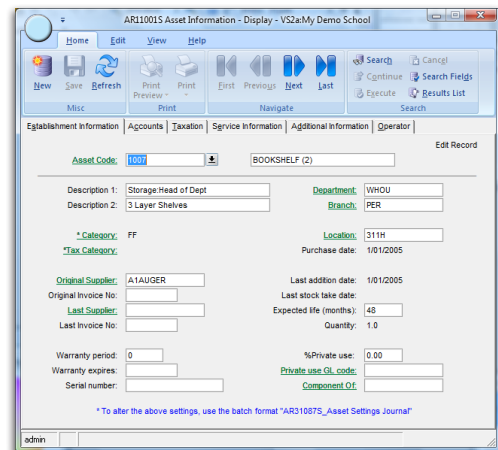 AR11001S Asset Information - Display - VS2a:My Demo School
Home Edit View Help
New Save Refresh Print Preview Print First Previous Next Last Search Cancel
Continue Search Fields
Execute Results List
Misc Print Navigate Search
Establishment Information Accounts Taxation Service Information Additional Information Operator
Edit Record
Asset Code: 1007 BOOKSHELF (2)
Description 1: Storage:Head of Dept Department: WHOU
Description 2: 3 Layer Shelves Branch: PER
* Category: FF Location: 311H
*Tax Category: Purchase date: 1/01/2005
Original Supplier: A1AUGER Last addition date: 1/01/2005
Original Invoice No: Last stock take date:
Last Supplier: Expected life (months): 48
Last Invoice No: Quantity: 1.0
Warranty period: 0 %Private use: 0.00
Warranty expires: Private use GL code:
Serial number: Component Of:
* To alter the above settings, use the batch format "AR31087S_Asset Settings Journal"
admin